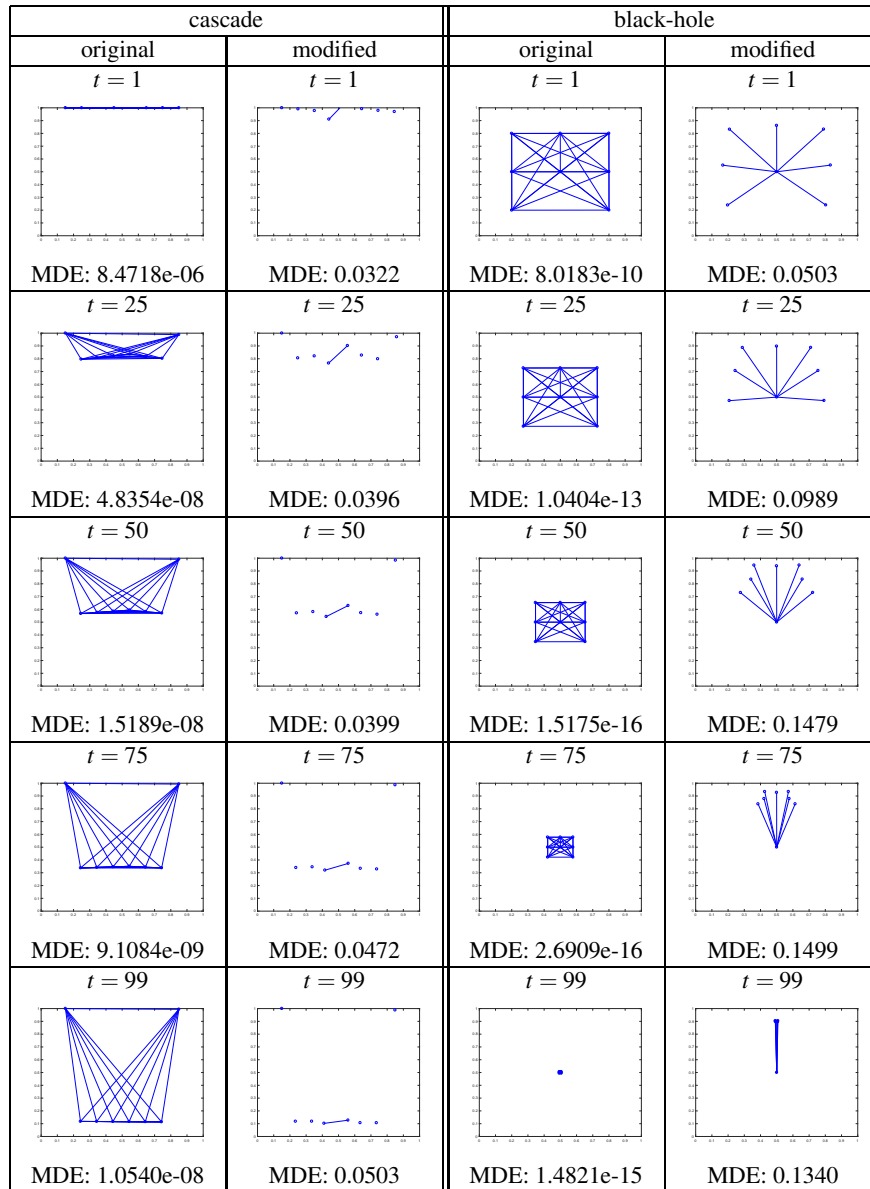 cascade black-hole
original modified original modified
t = 1 t = 1 t = 1 t = 1
MDE: 8.4718e-06 MDE: 0.0322 MDE: 8.0183e-10 MDE: 0.0503
t = 25 t = 25 t = 25 t = 25
MDE: 4.8354e-08 MDE: 0.0396 MDE: 1.0404e-13 MDE: 0.0989
t = 50 t = 50 t = 50 t = 50
MDE: 1.5189e-08 MDE: 0.0399 MDE: 1.5175e-16 MDE: 0.1479
t = 75 t = 75 t = 75 t = 75
MDE: 9.1084e-09 MDE: 0.0472 MDE: 2.6909e-16 MDE: 0.1499
t = 99 t = 99 t = 99 t = 99
MDE: 1.0540e-08 MDE: 0.0503 MDE: 1.4821e-15 MDE: 0.1340